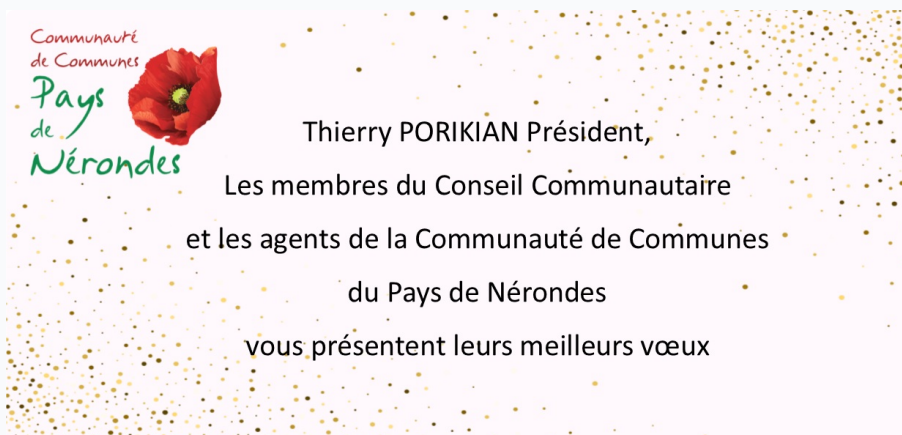 Communauté
de Communes
Pays
de
Nérondes
Thierry PORIKIAN Président,
Les membres du Conseil Communautaire
et les agents de la Communauté de Communes
du Pays de Nérondes
vous présentent leurs meilleurs vœux